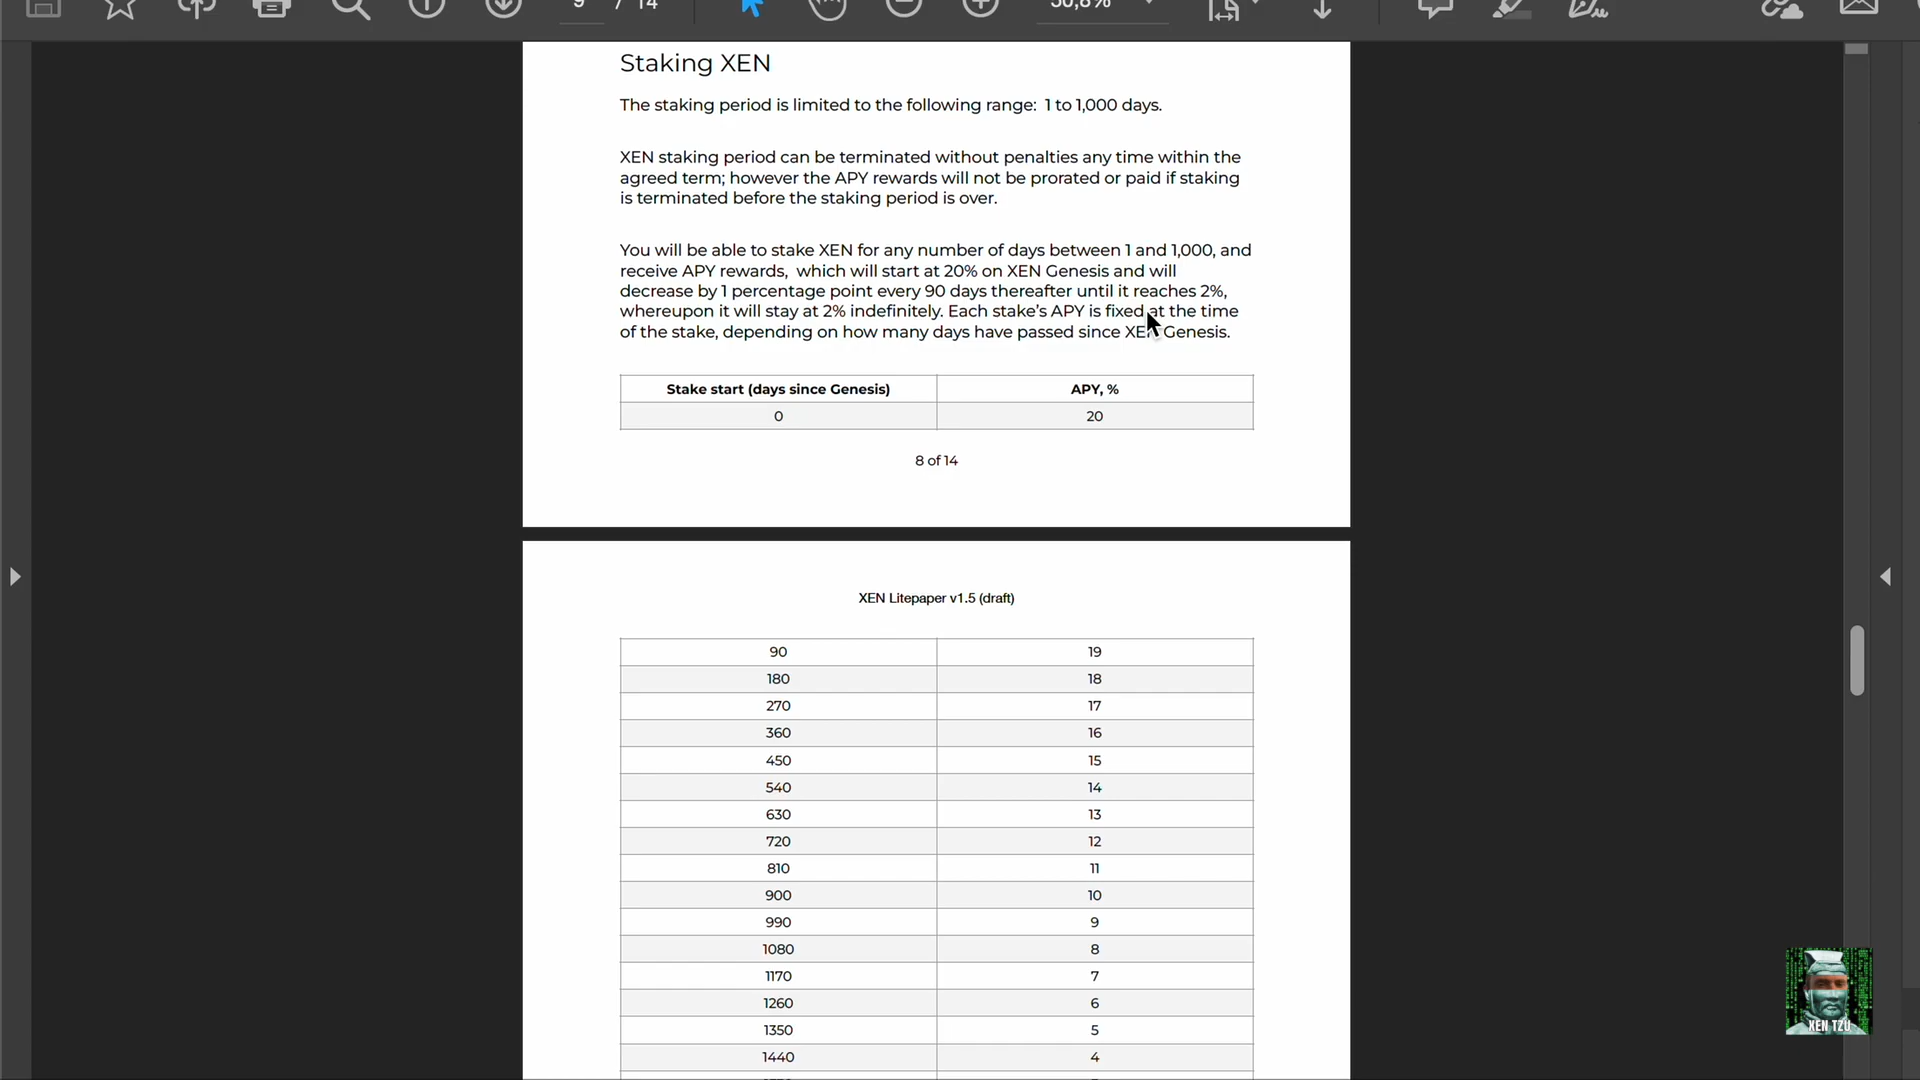 9 / 14
50,8%
Staking XEN
The staking period is limited to the following range: 1 to 1,000 days.
XEN staking period can be terminated without penalties any time within the
agreed term; however the APY rewards will not be prorated or paid if staking
is terminated before the staking period is over.
You will be able to stake XEN for any number of days between 1 and 1,000, and
receive APY rewards, which will start at 20% on XEN Genesis and will
decrease by 1 percentage point every 90 days thereafter until it reaches 2%,
whereupon it will stay at 2% indefinitely. Each stake's APY is fixed at the time
of the stake, depending on how many days have passed since XEN Genesis.
Stake start (days since Genesis) APY, %
0 20
8 of 14
XEN Litepaper v1.5 (draft)
90 19
180 18
270 17
360 16
450 15
540 14
630 13
720 12
810 11
900 10
990 9
1080 8
1170 7
1260 6
1350 5
1440 4
XEN TZU